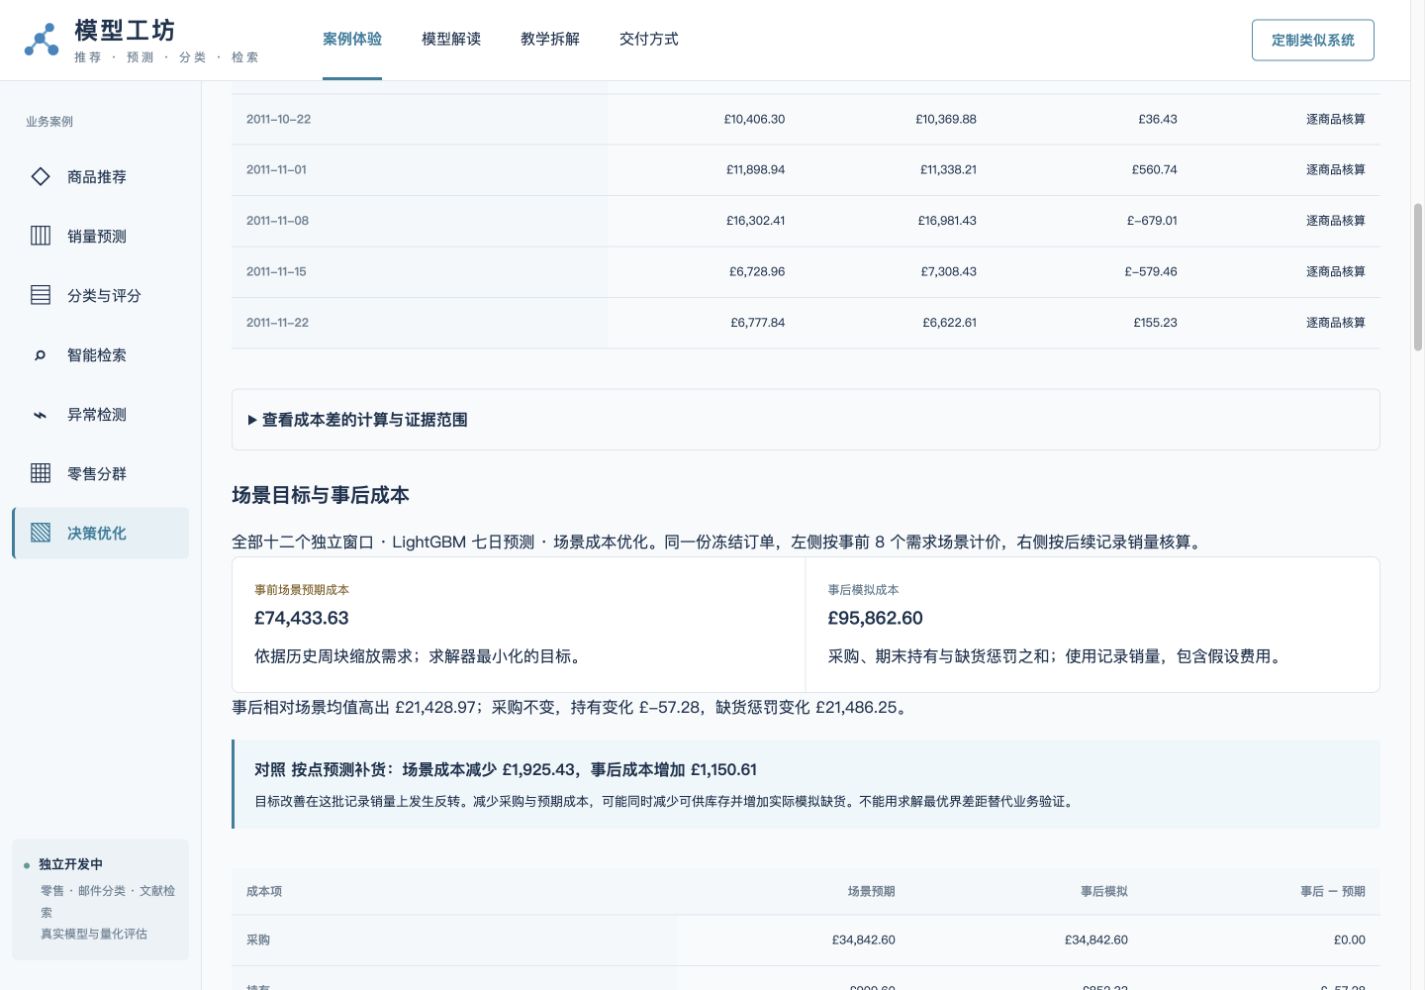 模型工坊
推荐 · 预测 · 分类 · 检索
案例体验 模型解读 教学拆解 交付方式
定制类似系统
业务案例
商品推荐
销量预测
分类与评分
智能检索
异常检测
零售分群
决策优化
独立开发中
零售 · 邮件分类 · 文献检
索
真实模型与量化评估
2011-10-22 £10,406.30 £10,369.88 £36.43 逐商品核算
2011-11-01 £11,898.94 £11,338.21 £560.74 逐商品核算
2011-11-08 £16,302.41 £16,981.43 £-679.01 逐商品核算
2011-11-15 £6,728.96 £7,308.43 £-579.46 逐商品核算
2011-11-22 £6,777.84 £6,622.61 £155.23 逐商品核算
▶ 查看成本差的计算与证据范围
场景目标与事后成本
全部十二个独立窗口 · LightGBM 七日预测 · 场景成本优化。同一份冻结订单，左侧按事前 8 个需求场景计价，右侧按后续记录销量核算。
事前场景预期成本
£74,433.63
依据历史周块缩放需求；求解器最小化的目标。
事后模拟成本
£95,862.60
采购、期末持有与缺货惩罚之和；使用记录销量，包含假设费用。
事后相对场景均值高出 £21,428.97；采购不变，持有变化 £-57.28，缺货惩罚变化 £21,486.25。
对照 按点预测补货：场景成本减少 £1,925.43，事后成本增加 £1,150.61
目标改善在这批记录销量上发生反转。减少采购与预期成本，可能同时减少可供库存并增加实际模拟缺货。不能用求解最优界差距替代业务验证。
成本项 场景预期 事后模拟 事后 − 预期
采购 £34,842.60 £34,842.60 £0.00
持有 £909.60 £852.32 £-57.28